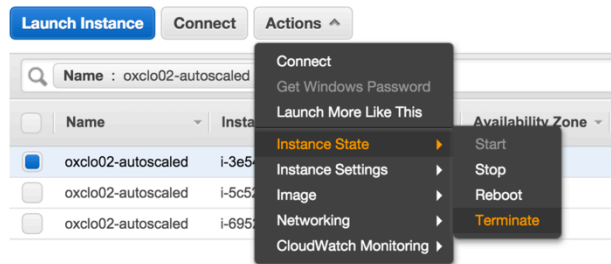 Launch Instance Connect Actions
Name : oxclo02-autoscaled
Connect
Get Windows Password
Launch More Like This
Name Insta Availability Zone
Instance State Start
oxclo02-autoscaled i-3e54 Instance Settings Stop
oxclo02-autoscaled i-5c52 Image Reboot
oxclo02-autoscaled i-695 Networking Terminate
CloudWatch Monitoring